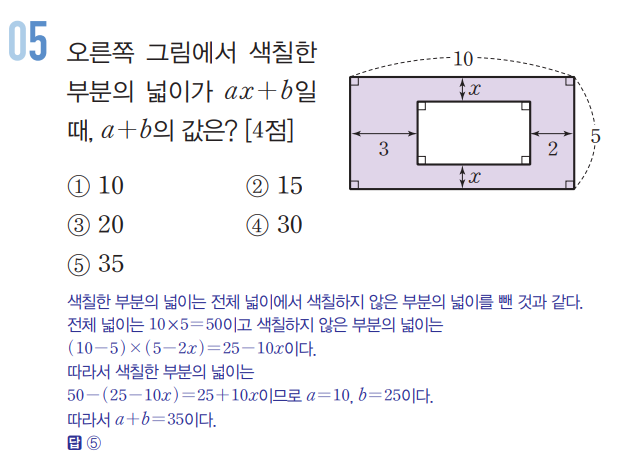 05
오른쪽 그림에서 색칠한
부분의 넓이가 ax+b일
때, a+b의 값은? [4점]
① 10 ② 15
③ 20 ④ 30
⑤ 35
10
x
3
2
5
x
색칠한 부분의 넓이는 전체 넓이에서 색칠하지 않은 부분의 넓이를 뺀 것과 같다.
전체 넓이는 10×5=50이고 색칠하지 않은 부분의 넓이는
(10-5)×(5-2x)=25-10x이다.
따라서 색칠한 부분의 넓이는
50-(25-10x)=25+10x이므로 a=10, b=25이다.
따라서 a+b=35이다.
답 ⑤